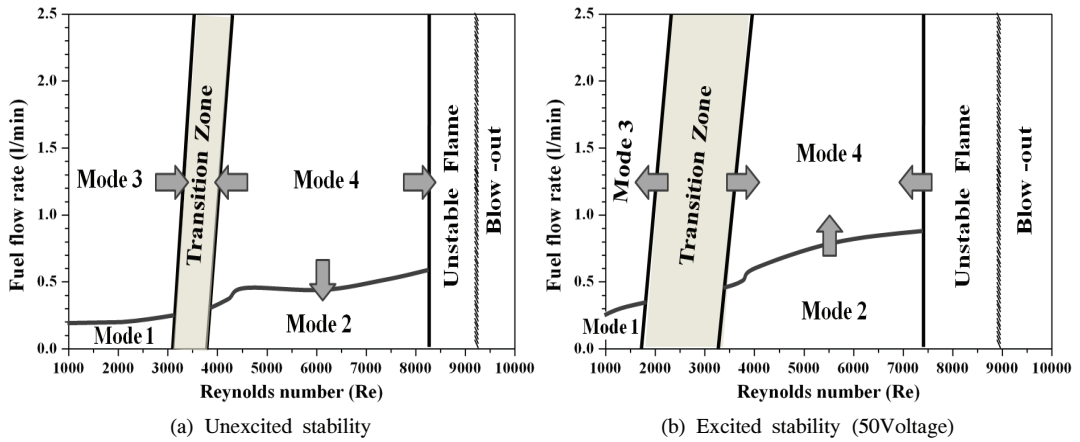 2.5
2.0
1.5
1.0
0.5
0.0
Fuel flow rate (l/min)
Mode 3
Transition Zone
Mode 4
Mode 1
Mode 2
Unstable Flame
Blow -out
1000 2000 3000 4000 5000 6000 7000 8000 9000 10000
Reynolds number (Re)
(a) Unexcited stability
2.5
2.0
1.5
1.0
0.5
0.0
Fuel flow rate (l/min)
Mode 3
Transition Zone
Mode 4
Mode 1
Mode 2
Unstable Flame
Blow -out
1000 2000 3000 4000 5000 6000 7000 8000 9000 10000
Reynolds number (Re)
(b) Excited stability (50Voltage)